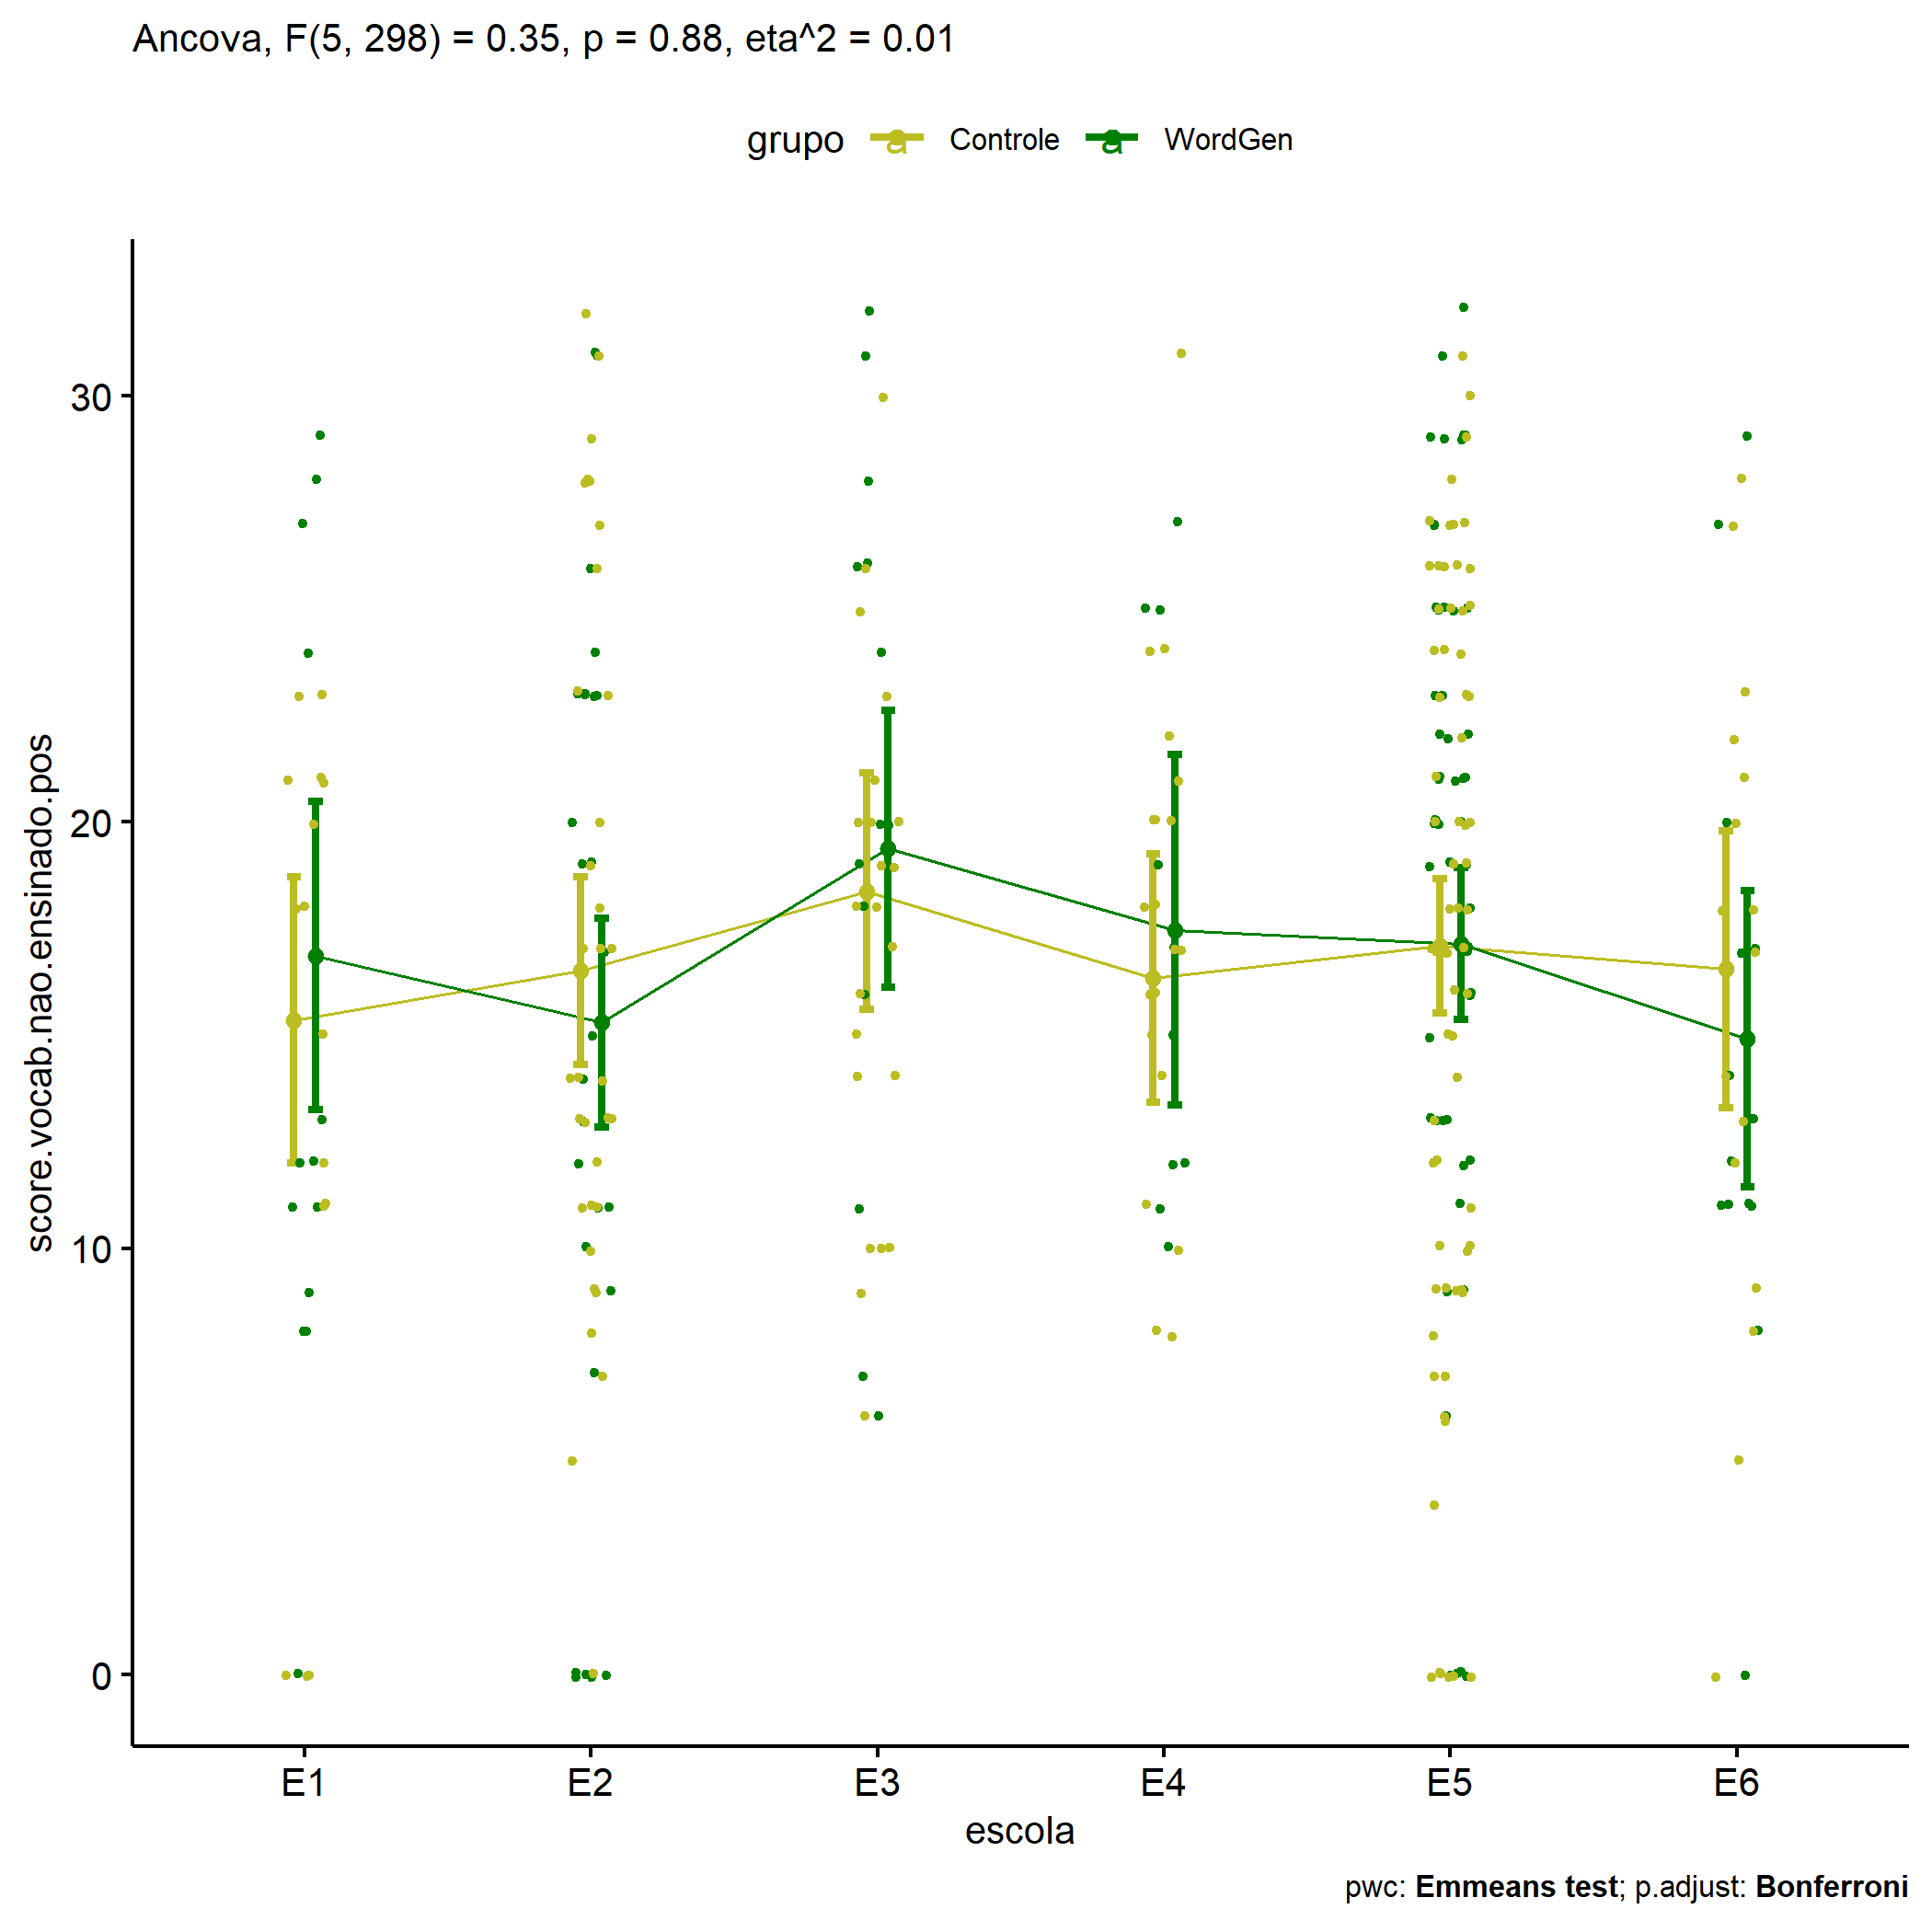 Ancova, F(5, 298) = 0.35, p = 0.88, eta^2 = 0.01
grupo a Controle a WordGen
score.vocab.nao.ensinado.pos
30
20
10
0
E1 E2 E3 E4 E5 E6
escola
pwc: Emmeans test; p.adjust: Bonferroni